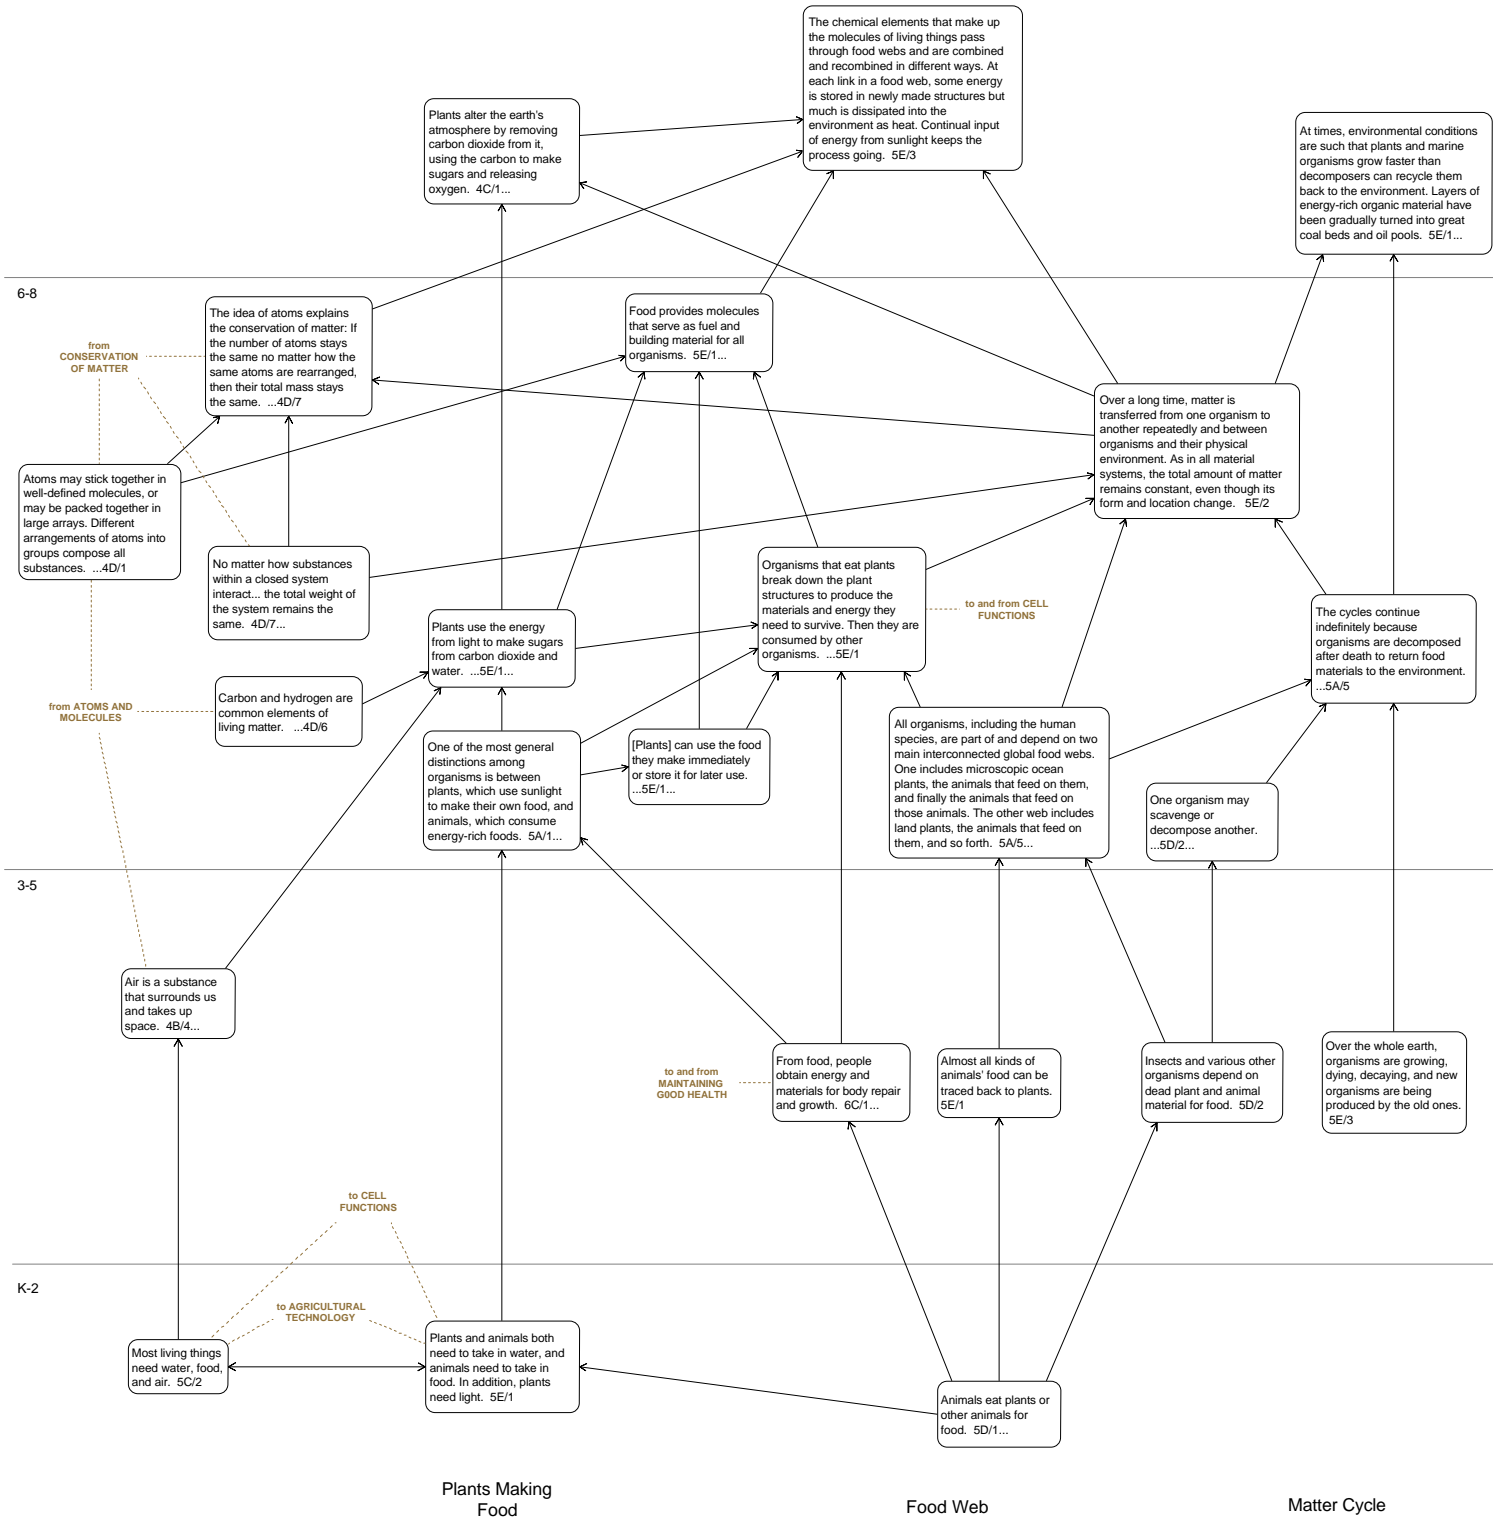 The chemical elements that make up
the molecules of living things pass
through food webs and are combined
and recombined in different ways. At
each link in a food web, some energy
is stored in newly made structures but
much is dissipated into the
environment as heat. Continual input
of energy from sunlight keeps the
process going. 5E/3
Plants alter the earth's
atmosphere by removing
carbon dioxide from it,
using the carbon to make
sugars and releasing
oxygen. 4C/1...
At times, environmental conditions
are such that plants and marine
organisms grow faster than
decomposers can recycle them
back to the environment. Layers of
energy-rich organic material have
been gradually turned into great
coal beds and oil pools. 5E/1...
6-8
The idea of atoms explains
the conservation of matter: If
the number of atoms stays
the same no matter how the
same atoms are rearranged,
then their total mass stays
the same. ...4D/7
Food provides molecules
that serve as fuel and
building material for all
organisms. 5E/1...
from
CONSERVATION
OF MATTER
Over a long time, matter is
transferred from one organism to
another repeatedly and between
organisms and their physical
environment. As in all material
systems, the total amount of matter
remains constant, even though its
form and location change. 5E/2
Atoms may stick together in
well-defined molecules, or
may be packed together in
large arrays. Different
arrangements of atoms into
groups compose all
substances. ...4D/1
No matter how substances
within a closed system
interact... the total weight of
the system remains the
same. 4D/7...
Organisms that eat plants
break down the plant
structures to produce the
materials and energy they
need to survive. Then they are
consumed by other
organisms. ...5E/1
to and from CELL
FUNCTIONS
Plants use the energy
from light to make sugars
from carbon dioxide and
water. ...5E/1...
The cycles continue
indefinitely because
organisms are decomposed
after death to return food
materials to the environment.
...5A/5
Carbon and hydrogen are
common elements of
living matter. ...4D/6
from ATOMS AND
MOLECULES
One of the most general
distinctions among
organisms is between
plants, which use sunlight
to make their own food, and
animals, which consume
energy-rich foods. 5A/1...
[Plants] can use the food
they make immediately
or store it for later use.
...5E/1...
All organisms, including the human
species, are part of and depend on two
main interconnected global food webs.
One includes microscopic ocean
plants, the animals that feed on them,
and finally the animals that feed on
those animals. The other web includes
land plants, the animals that feed on
them, and so forth. 5A/5...
One organism may
scavenge or
decompose another.
...5D/2...
3-5
Air is a substance
that surrounds us
and takes up
space. 4B/4...
to and from
MAINTAINING
G0OD HEALTH
From food, people
obtain energy and
materials for body repair
and growth. 6C/1...
Almost all kinds of
animals' food can be
traced back to plants.
5E/1
Insects and various other
organisms depend on
dead plant and animal
material for food. 5D/2
Over the whole earth,
organisms are growing,
dying, decaying, and new
organisms are being
produced by the old ones.
5E/3
to CELL
FUNCTIONS
K-2
to AGRICULTURAL
TECHNOLOGY
Most living things
need water, food,
and air. 5C/2
Plants and animals both
need to take in water, and
animals need to take in
food. In addition, plants
need light. 5E/1
Animals eat plants or
other animals for
food. 5D/1...
Plants Making
Food
Food Web
Matter Cycle